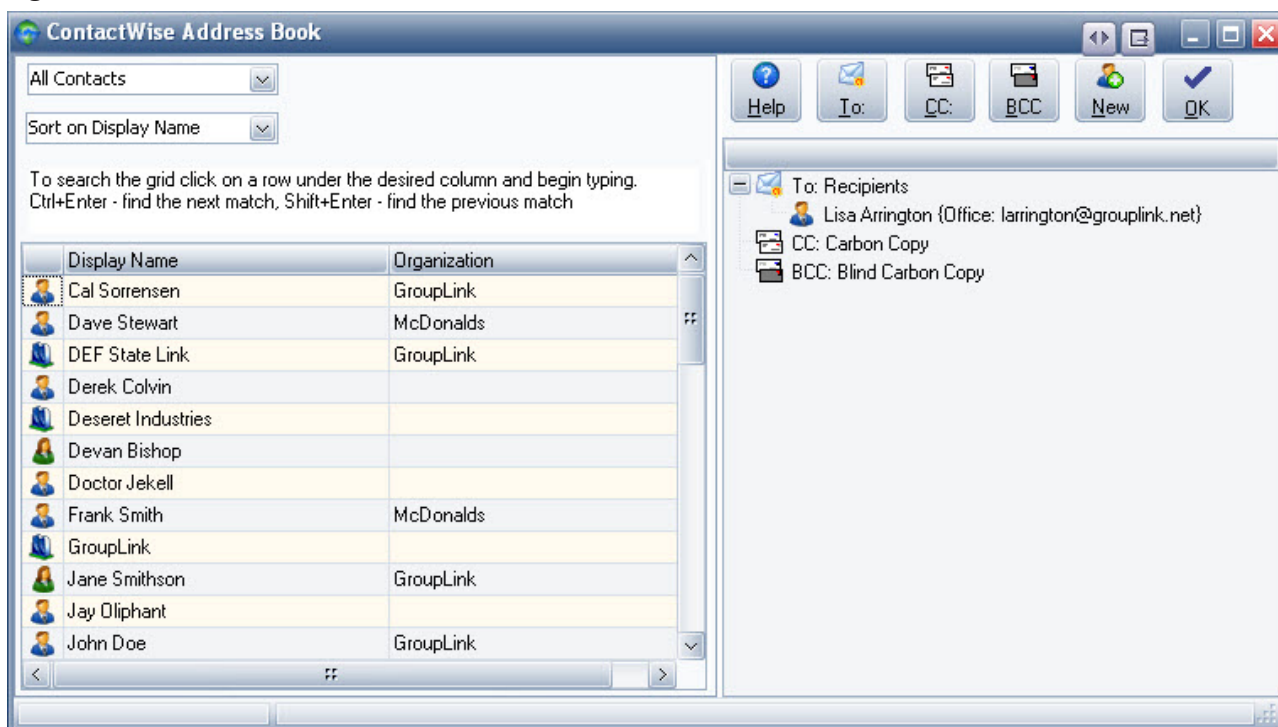 ContactWise Address Book
All Contacts
Sort on Display Name
To search the grid click on a row under the desired column and begin typing.
Ctrl+Enter - find the next match, Shift+Enter - find the previous match
Display Name Organization
Cal Sorrensen GroupLink
Dave Stewart McDonalds
DEF State Link GroupLink
Derek Colvin
Deseret Industries
Devan Bishop
Doctor Jekell
Frank Smith McDonalds
GroupLink
Jane Smithson GroupLink
Jay Oliphant
John Doe GroupLink
Help To: CC: BCC New OK
To: Recipients
Lisa Arrington {Office: larrington@grouplink.net}
CC: Carbon Copy
BCC: Blind Carbon Copy